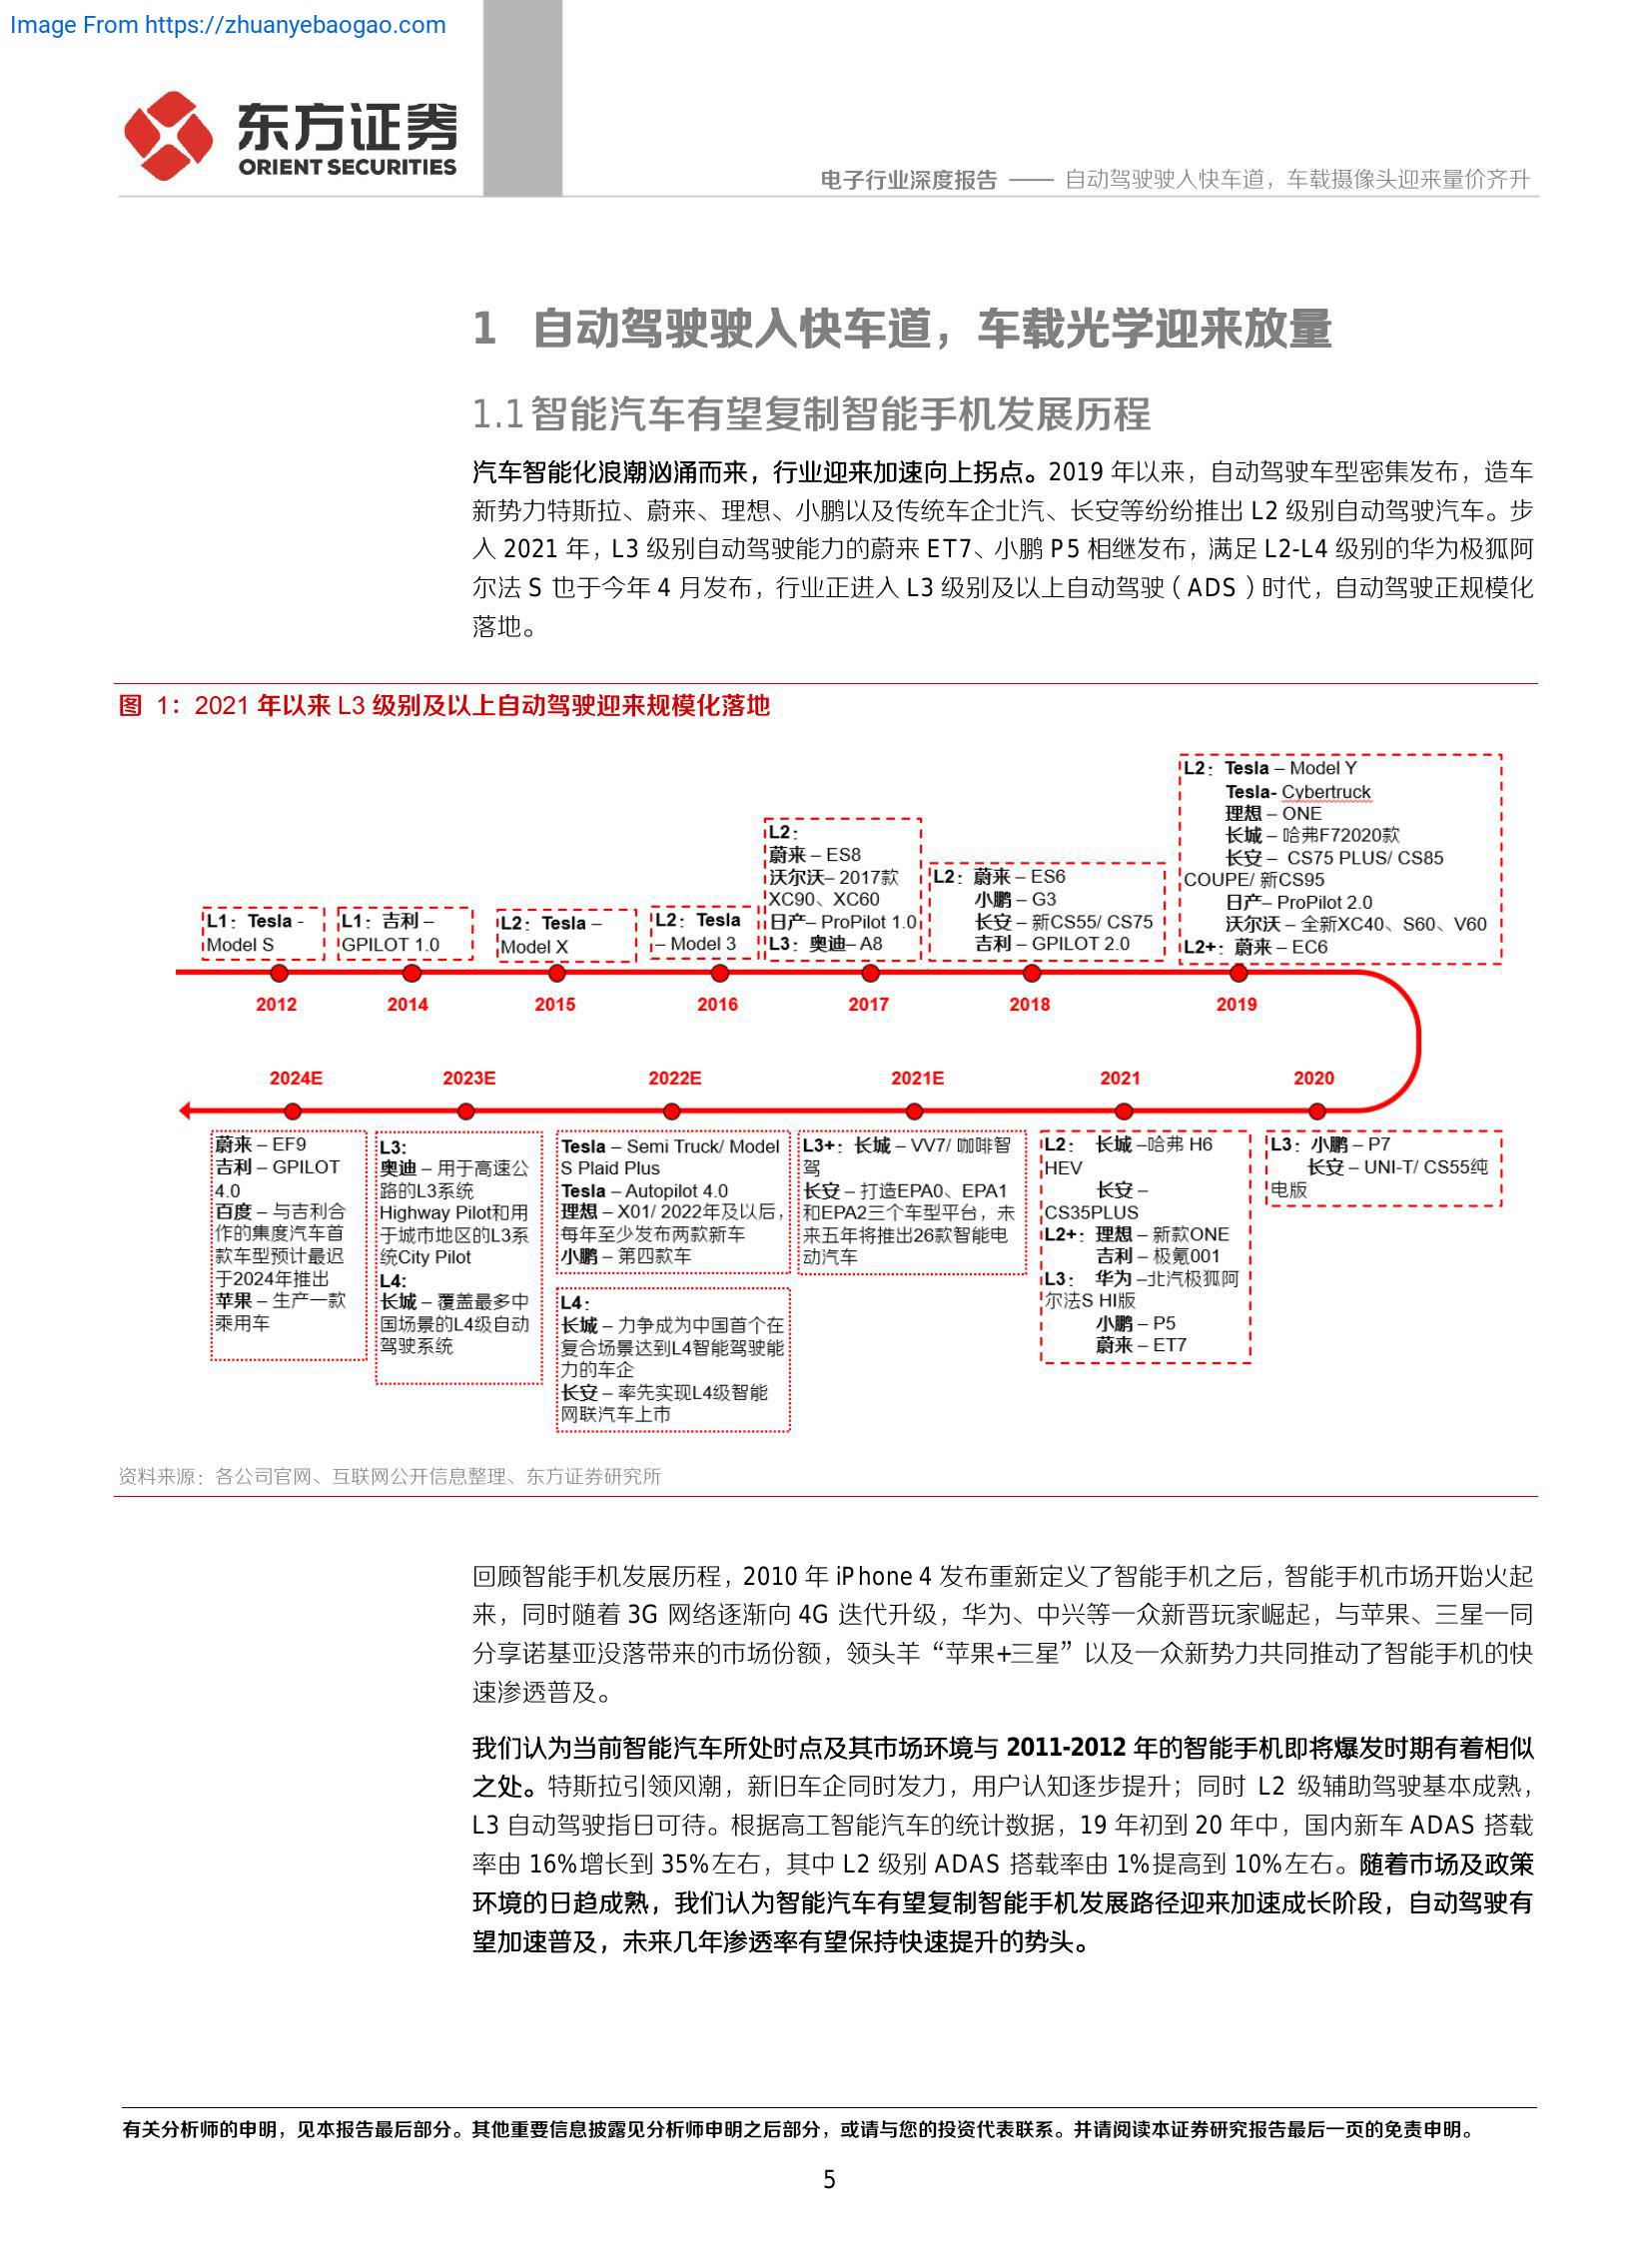 Image From https://zhuanyebaogao.com
东方证券
ORIENT SECURITIES
电子行业深度报告 —— 自动驾驶驶入快车道，车载摄像头迎来量价齐升
1 自动驾驶驶入快车道，车载光学迎来放量
1.1智能汽车有望复制智能手机发展历程
汽车智能化浪潮汹涌而来，行业迎来加速向上拐点。2019 年以来，自动驾驶车型密集发布，造车
新势力特斯拉、蔚来、理想、小鹏以及传统车企北汽、长安等纷纷推出 L2 级别自动驾驶汽车。步
入 2021 年，L3 级别自动驾驶能力的蔚来 ET7、小鹏 P5 相继发布，满足 L2-L4 级别的华为极狐阿
尔法 S 也于今年 4 月发布，行业正进入 L3 级别及以上自动驾驶（ADS）时代，自动驾驶正规模化
落地。
图 1：2021 年以来 L3 级别及以上自动驾驶迎来规模化落地
L1：Tesla -
Model S
L1：吉利 –
GPILOT 1.0
L2：Tesla –
Model X
L2：Tesla
– Model 3
L2：
蔚来 – ES8
沃尔沃– 2017款
XC90、XC60
日产– ProPilot 1.0
L3：奥迪– A8
L2：蔚来 – ES6
小鹏 – G3
长安 – 新CS55/ CS75
吉利 – GPILOT 2.0
L2：Tesla – Model Y
Tesla- Cybertruck
理想 – ONE
长城 – 哈弗F72020款
长安 – CS75 PLUS/ CS85
COUPE/ 新CS95
日产– ProPilot 2.0
沃尔沃 – 全新XC40、S60、V60
L2+：蔚来 – EC6
2012
2014
2015
2016
2017
2018
2019
2024E
2023E
2022E
2021E
2021
2020
蔚来 – EF9
吉利 – GPILOT
4.0
百度 – 与吉利合
作的集度汽车首
款车型预计最迟
于2024年推出
苹果 – 生产一款
乘用车
L3:
奥迪 – 用于高速公
路的L3系统
Highway Pilot和用
于城市地区的L3系
统City Pilot
L4:
长城 – 覆盖最多中
国场景的L4级自动
驾驶系统
Tesla – Semi Truck/ Model
S Plaid Plus
Tesla – Autopilot 4.0
理想 – X01/ 2022年及以后，
每年至少发布两款新车
小鹏 – 第四款车
L4：
长城 – 力争成为中国首个在
复合场景达到L4智能驾驶能
力的车企
长安 – 率先实现L4级智能
网联汽车上市
L3+：长城 – VV7/ 咖啡智
驾
长安 – 打造EPA0、EPA1
和EPA2三个车型平台，未
来五年将推出26款智能电
动汽车
L2： 长城 –哈弗 H6
HEV
长安 –
CS35PLUS
L2+：理想 – 新款ONE
吉利 – 极氪001
L3： 华为 –北汽极狐阿
尔法S HI版
小鹏 – P5
蔚来 – ET7
L3：小鹏 – P7
长安 – UNI-T/ CS55纯
电版
资料来源：各公司官网、互联网公开信息整理、东方证券研究所
回顾智能手机发展历程，2010 年 iPhone 4 发布重新定义了智能手机之后，智能手机市场开始火起
来，同时随着 3G 网络逐渐向 4G 迭代升级，华为、中兴等一众新晋玩家崛起，与苹果、三星一同
分享诺基亚没落带来的市场份额，领头羊“苹果+三星”以及一众新势力共同推动了智能手机的快
速渗透普及。
我们认为当前智能汽车所处时点及其市场环境与 2011-2012 年的智能手机即将爆发时期有着相似
之处。特斯拉引领风潮，新旧车企同时发力，用户认知逐步提升；同时 L2 级辅助驾驶基本成熟，
L3 自动驾驶指日可待。根据高工智能汽车的统计数据，19 年初到 20 年中，国内新车 ADAS 搭载
率由 16%增长到 35%左右，其中 L2 级别 ADAS 搭载率由 1%提高到 10%左右。随着市场及政策
环境的日趋成熟，我们认为智能汽车有望复制智能手机发展路径迎来加速成长阶段，自动驾驶有
望加速普及，未来几年渗透率有望保持快速提升的势头。
有关分析师的申明，见本报告最后部分。其他重要信息披露见分析师申明之后部分，或请与您的投资代表联系。并请阅读本证券研究报告最后一页的免责申明。
5